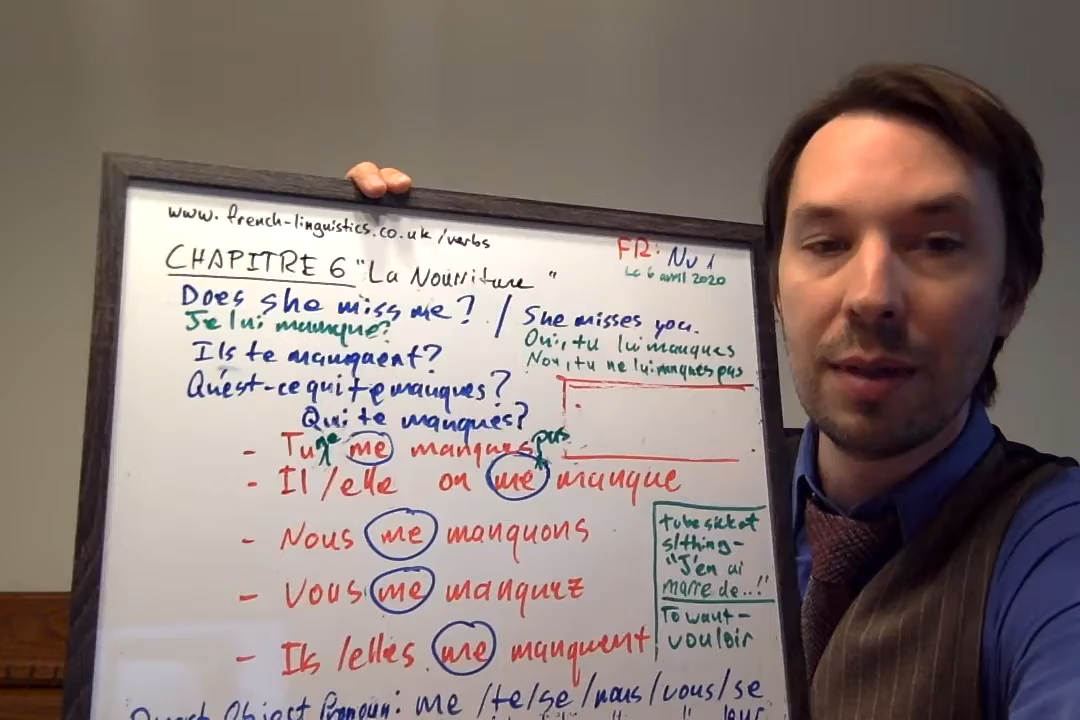 www.french-linguistics.co.uk/verbs
FR: Nv 1
Le 6 avril 2020
CHAPITRE 6 "La Nourriture"
Does she miss me? / She misses you.
Je lui manque?
Oui, tu lui manques
Non, tu ne lui manques pas
Ils te manquent?
Qu'est-ce qui te manques?
Qui te manques?
- Tu ne me manques pas
- Il/elle on me manque
- Nous me manquons
- Vous me manquez
- Ils/elles me manquent
to be sick of
s/thing-
"J'en ai
marre de...!"
To want-
vouloir
Object Pronoun: me /te/se/nous/vous/se
" leur